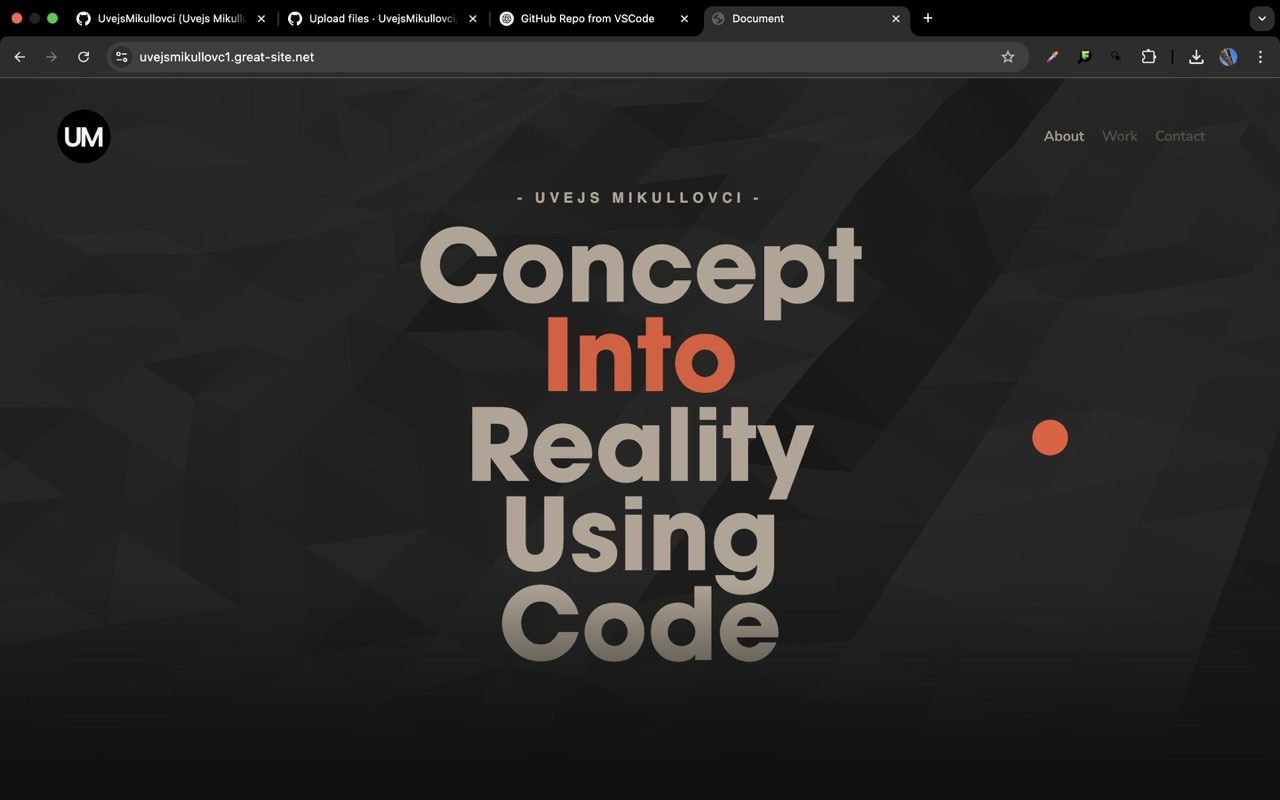 UvejsMikullovci (Uvejs Mikull
Upload files · UvejsMikullovci
GitHub Repo from VSCode
Document
uvejsmikullovc1.great-site.net
UM
About Work Contact
- UVEJS MIKULLOVCI -
Concept
Into
Reality
Using
Code